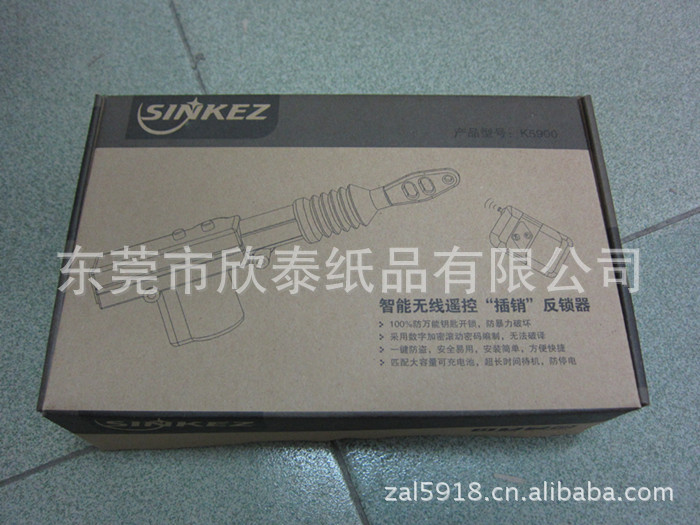 SINKEZ
产品型号：K6900
东莞市欣泰纸品有限公司
智能无线遥控“插销”反锁器
100%防万能钥匙开锁，防暴力破坏
采用数字加密滚动密码编制，无法破译
一键防盗、安全易用，安装简单，方便快捷
匹配大容量可充电池，超长时间待机，防停电
SINKEZ
zal5918.cn.alibaba.com